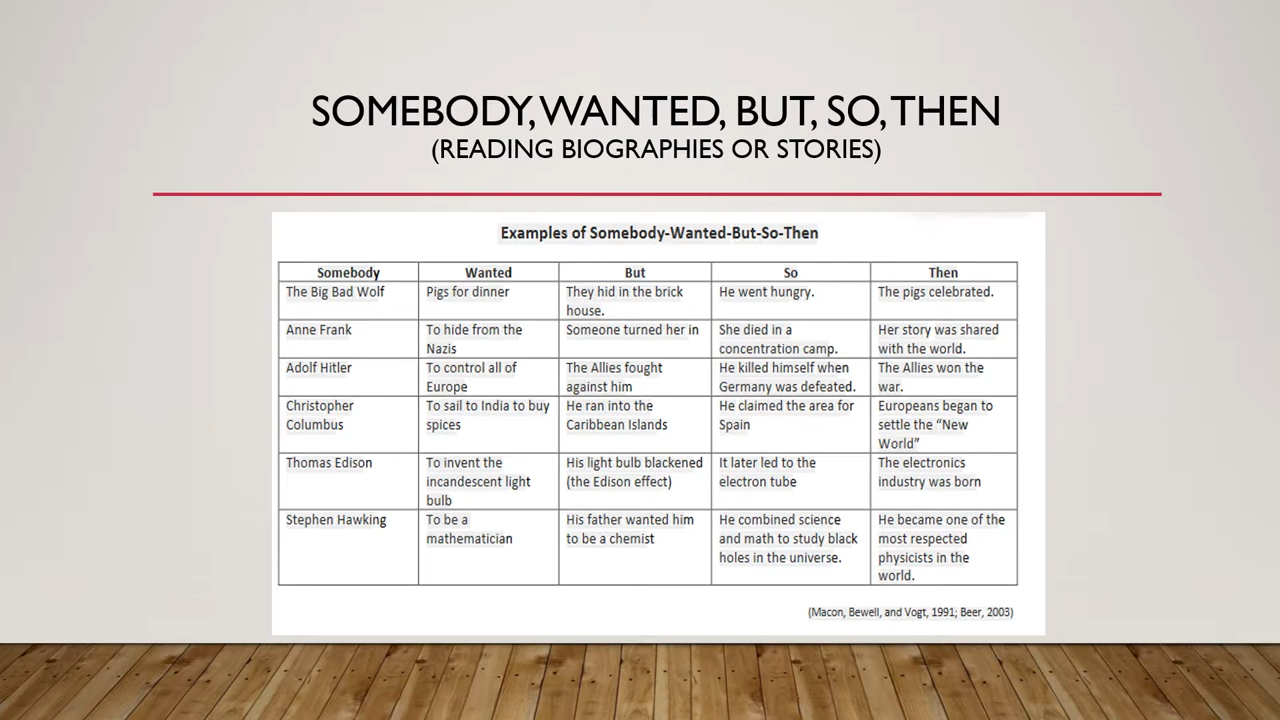 SOMEBODY, WANTED, BUT, SO, THEN
(READING BIOGRAPHIES OR STORIES)
Examples of Somebody-Wanted-But-So-Then
Somebody Wanted But So Then
The Big Bad Wolf Pigs for dinner They hid in the brick He went hungry. The pigs celebrated.
house.
Anne Frank To hide from the Someone turned her in She died in a Her story was shared
Nazis concentration camp. with the world.
Adolf Hitler To control all of The Allies fought He killed himself when The Allies won the
Europe against him Germany was defeated. war.
Christopher To sail to India to buy He ran into the He claimed the area for Europeans began to
Columbus spices Caribbean Islands Spain settle the “New
World”
Thomas Edison To invent the His light bulb blackened It later led to the The electronics
incandescent light (the Edison effect) electron tube industry was born
bulb
Stephen Hawking To be a His father wanted him He combined science He became one of the
mathematician to be a chemist and math to study black most respected
holes in the universe. physicists in the
world.
(Macon, Bewell, and Vogt, 1991; Beer, 2003)